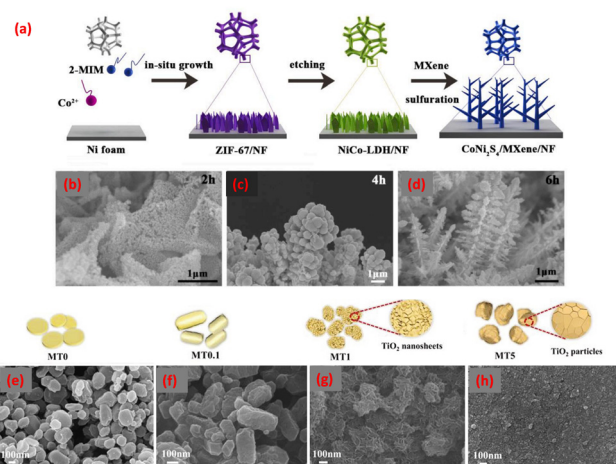 (a)
2-MIM
Co²⁺
Ni foam
in-situ growth
ZIF-67/NF
etching
NiCo-LDH/NF
MXene
sulfuration
CoNi₂S₄/MXene/NF
(b) 2h
1μm
(c) 4h
1μm
(d) 6h
1μm
MT0
MT0.1
MT1
TiO₂ nanosheets
MT5
TiO₂ particles
(e)
100nm
(f)
100nm
(g)
100nm
(h)
100nm